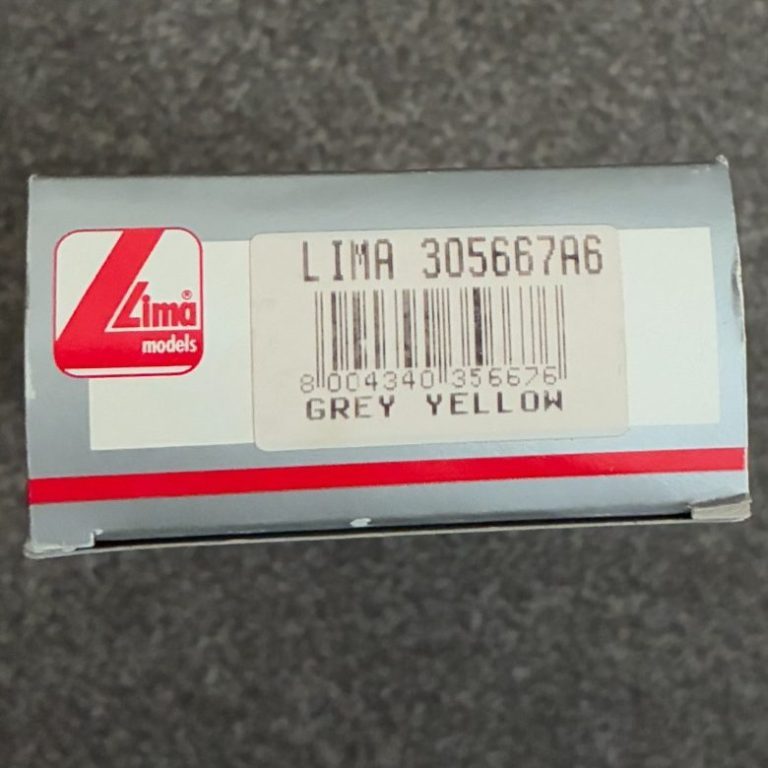 Lima®
models
LIMA 305667A6
8 004340 356676
GREY YELLOW